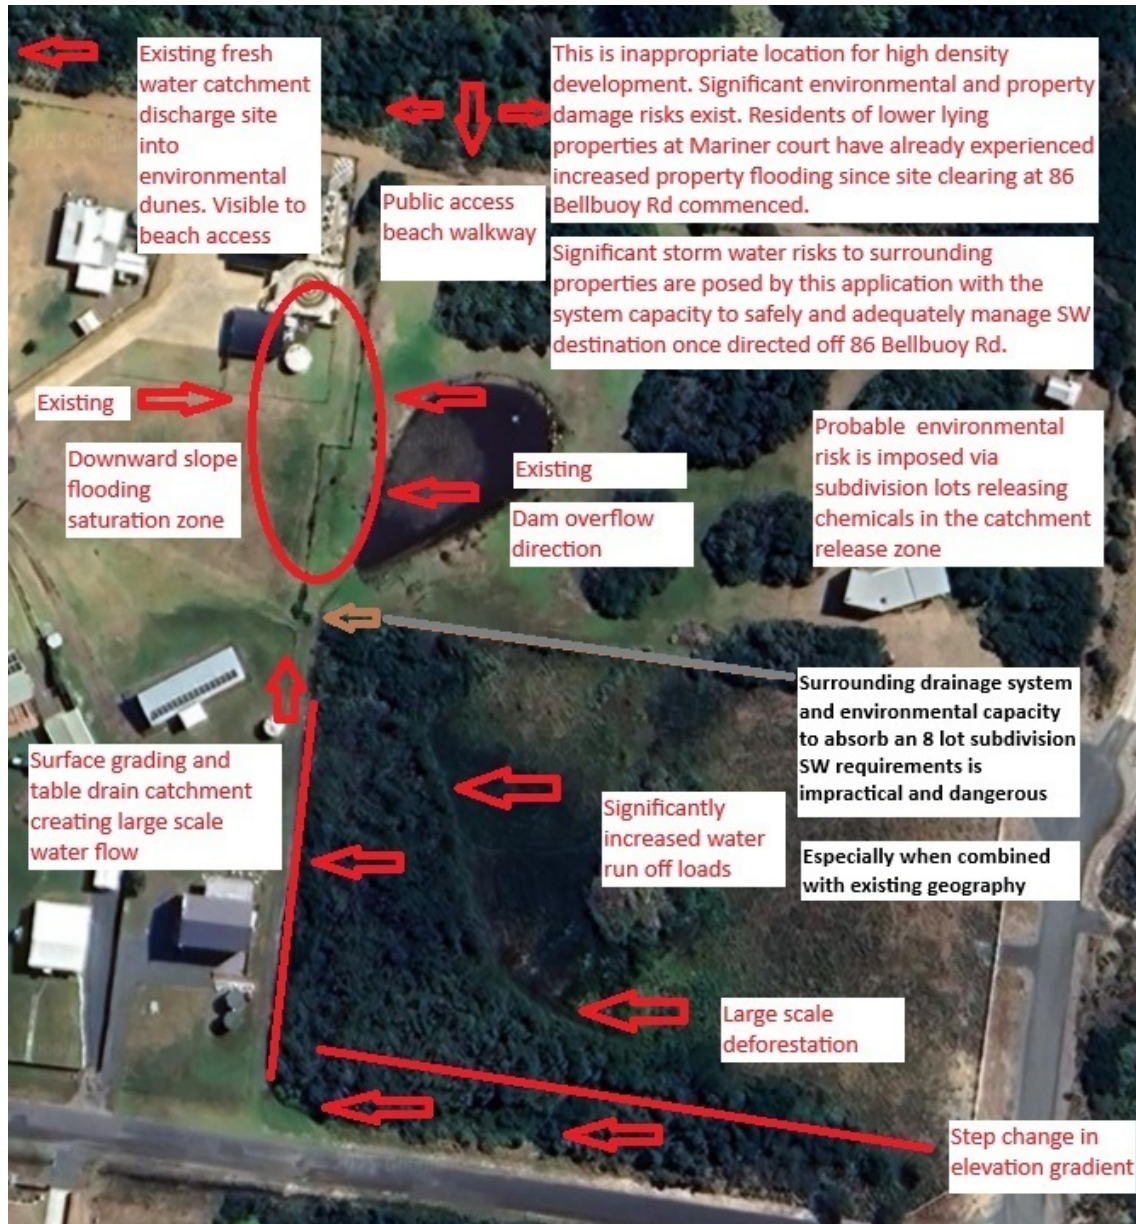 Existing fresh
water catchment
discharge site
into
environmental
dunes. Visible to
beach access
This is inappropriate location for high density
development. Significant environmental and property
damage risks exist. Residents of lower lying
properties at Mariner court have already experienced
increased property flooding since site clearing at 86
Bellbuoy Rd commenced.
Public access
beach walkway
Significant storm water risks to surrounding
properties are posed by this application with the
system capacity to safely and adequately manage SW
destination once directed off 86 Bellbuoy Rd.
Existing
Downward slope
flooding
saturation zone
Existing
Dam overflow
direction
Probable environmental
risk is imposed via
subdivision lots releasing
chemicals in the catchment
release zone
Surrounding drainage system
and environmental capacity
to absorb an 8 lot subdivision
SW requirements is
impractical and dangerous
Surface grading and
table drain catchment
creating large scale
water flow
Significantly
increased water
run off loads
Especially when combined
with existing geography
Large scale
deforestation
Step change in
elevation gradient